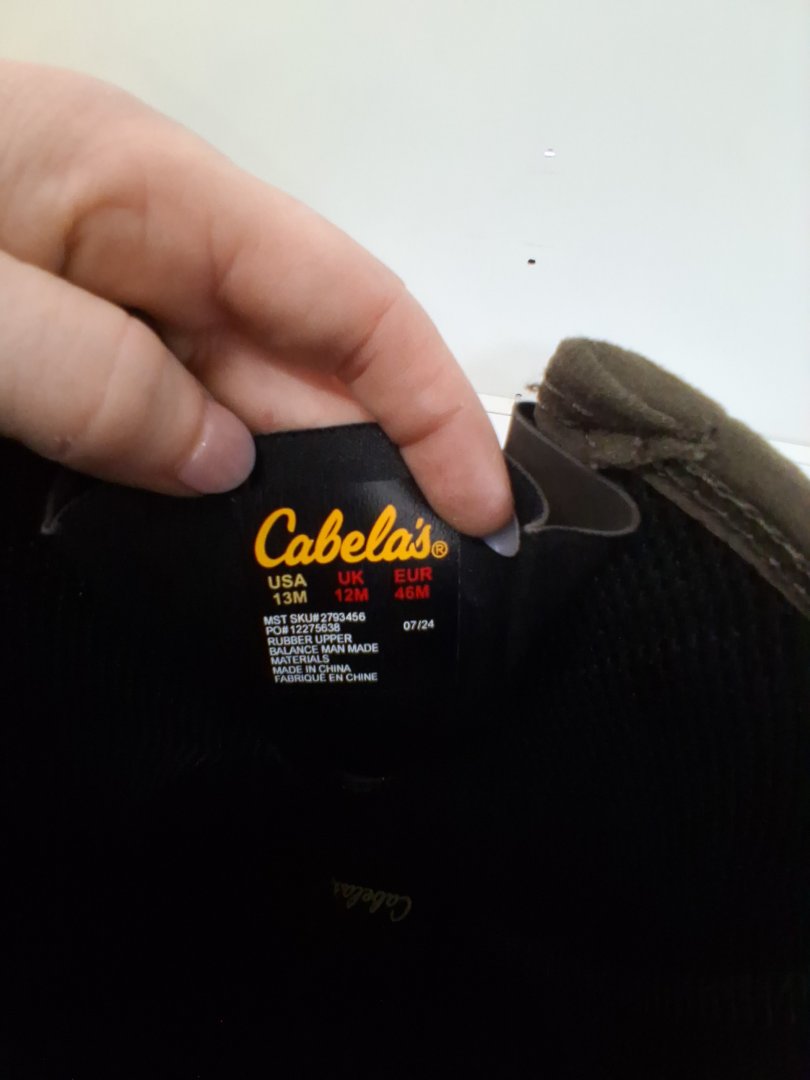 Cabela's®
USA UK EUR
13M 12M 46M
MST SKU#2793456
PO#12275638 07/24
RUBBER UPPER
BALANCE MAN MADE
MATERIALS
MADE IN CHINA
FABRIQUÉ EN CHINE
Cabelas